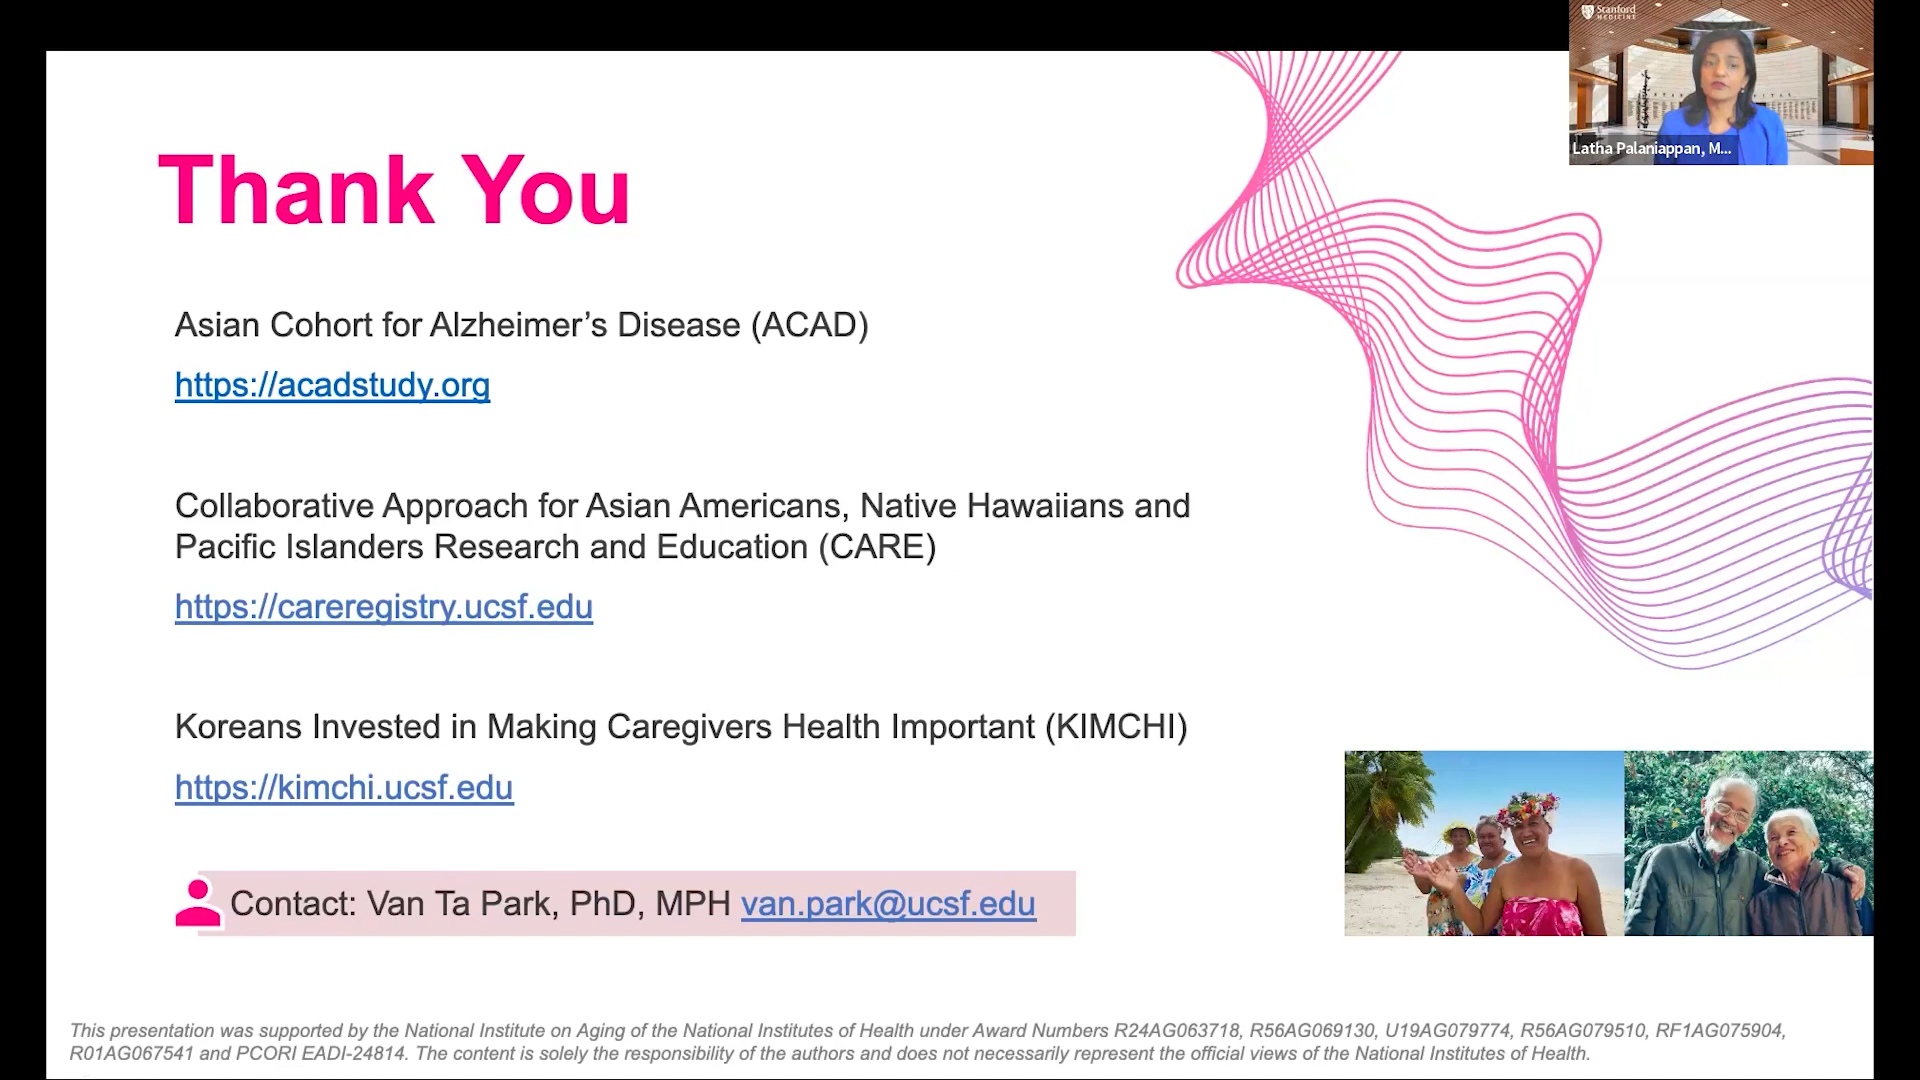 Stanford
MEDICINE
Latha Palaniappan, M...
Thank You
Asian Cohort for Alzheimer’s Disease (ACAD)
https://acadstudy.org
Collaborative Approach for Asian Americans, Native Hawaiians and
Pacific Islanders Research and Education (CARE)
https://careregistry.ucsf.edu
Koreans Invested in Making Caregivers Health Important (KIMCHI)
https://kimchi.ucsf.edu
Contact: Van Ta Park, PhD, MPH van.park@ucsf.edu
This presentation was supported by the National Institute on Aging of the National Institutes of Health under Award Numbers R24AG063718, R56AG069130, U19AG079774, R56AG079510, RF1AG075904,
R01AG067541 and PCORI EADI-24814. The content is solely the responsibility of the authors and does not necessarily represent the official views of the National Institutes of Health.